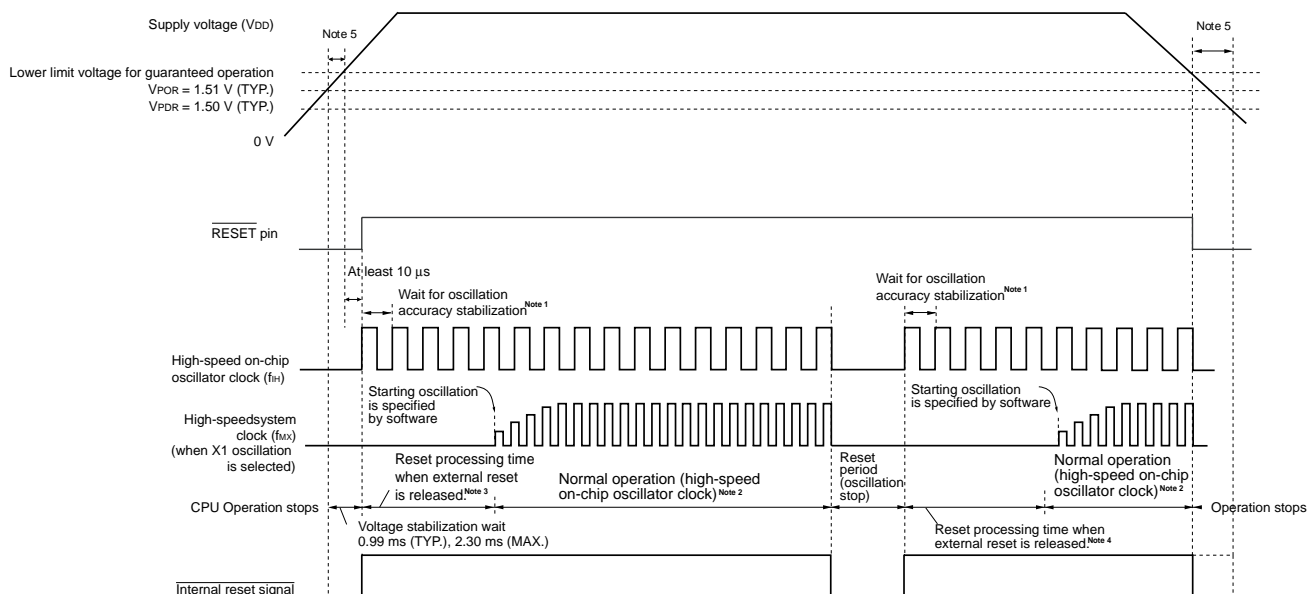 Supply voltage (VDD)
Note 5
Note 5
Lower limit voltage for guaranteed operation
VPOR = 1.51 V (TYP.)
VPDR = 1.50 V (TYP.)
0 V
RESET pin
At least 10 μs
Wait for oscillation
accuracy stabilization Note 1
Wait for oscillation
accuracy stabilization Note 1
High-speed on-chip
oscillator clock (fIH)
Starting oscillation
is specified
by software
Starting oscillation
is specified by software
High-speedsystem
clock (fMX)
(when X1 oscillation
is selected)
Reset processing time
when external reset
is released. Note 3
Normal operation (high-speed
on-chip oscillator clock) Note 2
Reset
period
(oscillation
stop)
Normal operation
(high-speed on-chip
oscillator clock) Note 2
CPU Operation stops
Operation stops
Voltage stabilization wait
0.99 ms (TYP.), 2.30 ms (MAX.)
Reset processing time when
external reset is released. Note 4
Internal reset signal